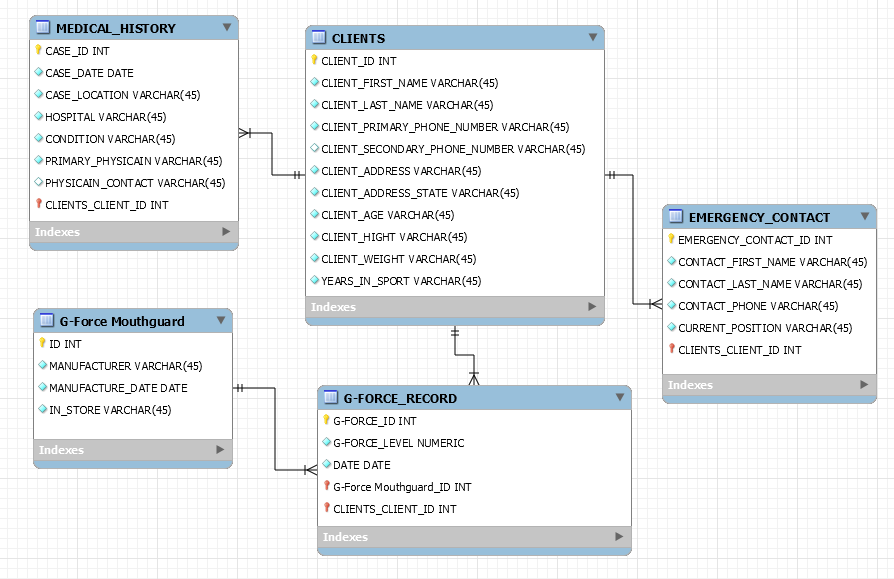 MEDICAL_HISTORY
CASE_ID INT
CASE_DATE DATE
CASE_LOCATION VARCHAR(45)
HOSPITAL VARCHAR(45)
CONDITION VARCHAR(45)
PRIMARY_PHYSICAIN VARCHAR(45)
PHYSICAIN_CONTACT VARCHAR(45)
CLIENTS_CLIENT_ID INT
Indexes
CLIENTS
CLIENT_ID INT
CLIENT_FIRST_NAME VARCHAR(45)
CLIENT_LAST_NAME VARCHAR(45)
CLIENT_PRIMARY_PHONE_NUMBER VARCHAR(45)
CLIENT_SECONDARY_PHONE_NUMBER VARCHAR(45)
CLIENT_ADDRESS VARCHAR(45)
CLIENT_ADDRESS_STATE VARCHAR(45)
CLIENT_AGE VARCHAR(45)
CLIENT_HIGHT VARCHAR(45)
CLIENT_WEIGHT VARCHAR(45)
YEARS_IN_SPORT VARCHAR(45)
Indexes
EMERGENCY_CONTACT
EMERGENCY_CONTACT_ID INT
CONTACT_FIRST_NAME VARCHAR(45)
CONTACT_LAST_NAME VARCHAR(45)
CONTACT_PHONE VARCHAR(45)
CURRENT_POSITION VARCHAR(45)
CLIENTS_CLIENT_ID INT
Indexes
G-Force Mouthguard
ID INT
MANUFACTURER VARCHAR(45)
MANUFACTURE_DATE DATE
IN_STORE VARCHAR(45)
Indexes
G-FORCE_RECORD
G-FORCE_ID INT
G-FORCE_LEVEL NUMERIC
DATE DATE
G-Force Mouthguard_ID INT
CLIENTS_CLIENT_ID INT
Indexes